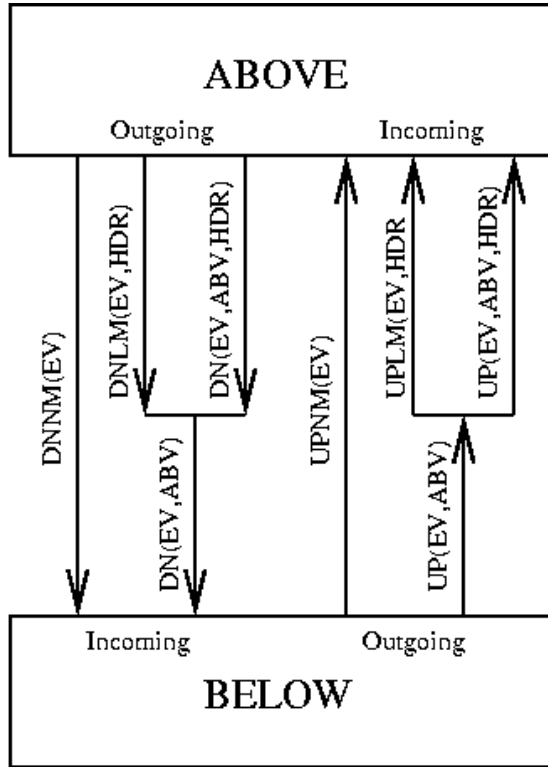 ABOVE
Outgoing
Incoming
DNNM(EV)
DNLM(EV,HDR)
DN(EV,ABV,HDR)
DN(EV,ABV)
UPNM(EV)
UPLM(EV,HDR
UP(EV,ABV,HDR)
UP(EV,ABV)
Incoming
Outgoing
BELOW